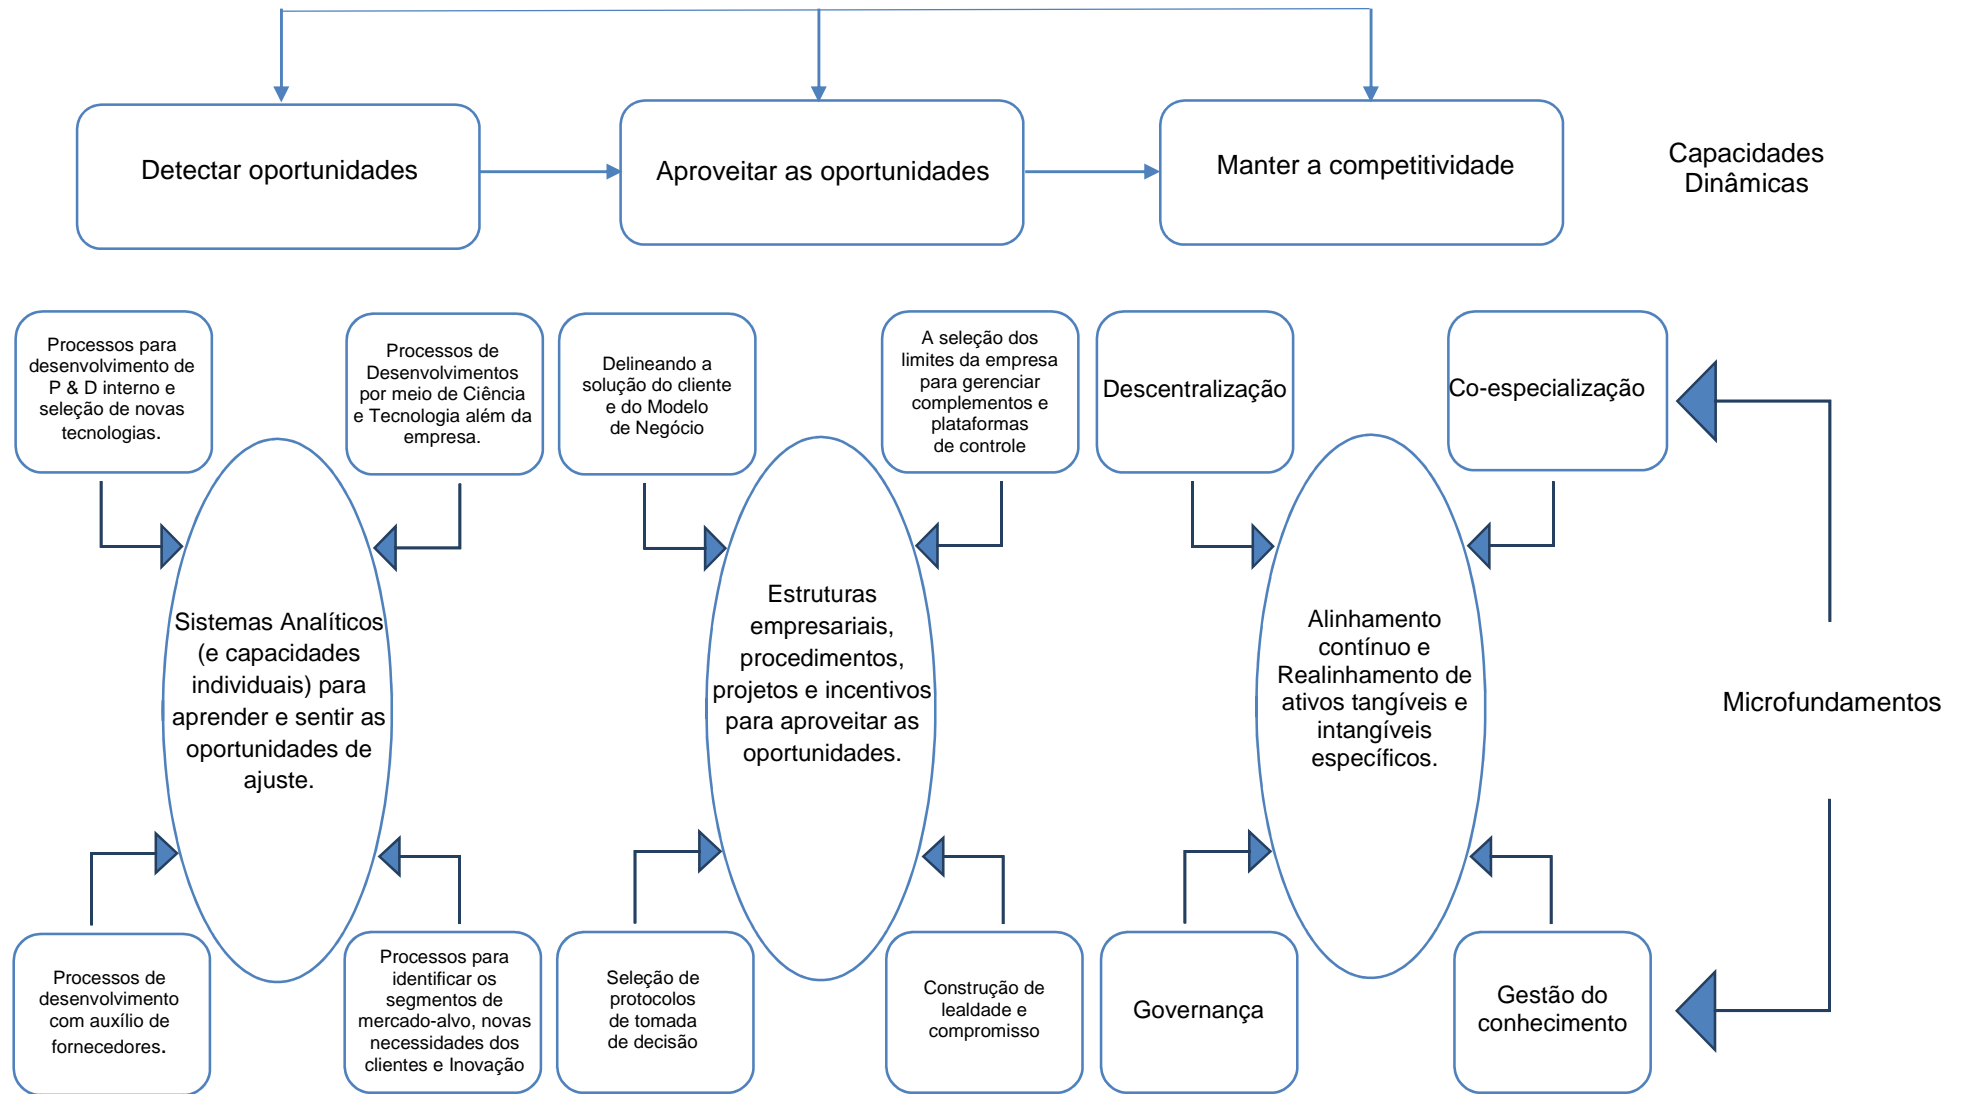 Detectar oportunidades
Aproveitar as oportunidades
Manter a competitividade
Capacidades
Dinâmicas
Processos para
desenvolvimento de
P & D interno e
seleção de novas
tecnologias.
Processos de
Desenvolvimentos
por meio de Ciência
e Tecnologia além da
empresa.
Delineando a
solução do cliente
e do Modelo
de Negócio
A seleção dos
limites da empresa
para gerenciar
complementos e
plataformas
de controle
Descentralização
Co-especialização
Sistemas Analíticos
(e capacidades
individuais) para
aprender e sentir as
oportunidades de
ajuste.
Estruturas
empresariais,
procedimentos,
projetos e incentivos
para aproveitar as
oportunidades.
Alinhamento
contínuo e
Realinhamento de
ativos tangíveis e
intangíveis
específicos.
Microfundamentos
Processos de
desenvolvimento
com auxílio de
fornecedores.
Processos para
identificar os
segmentos de
mercado-alvo, novas
necessidades dos
clientes e Inovação
Seleção de
protocolos
de tomada
de decisão
Construção de
lealdade e
compromisso
Governança
Gestão do
conhecimento